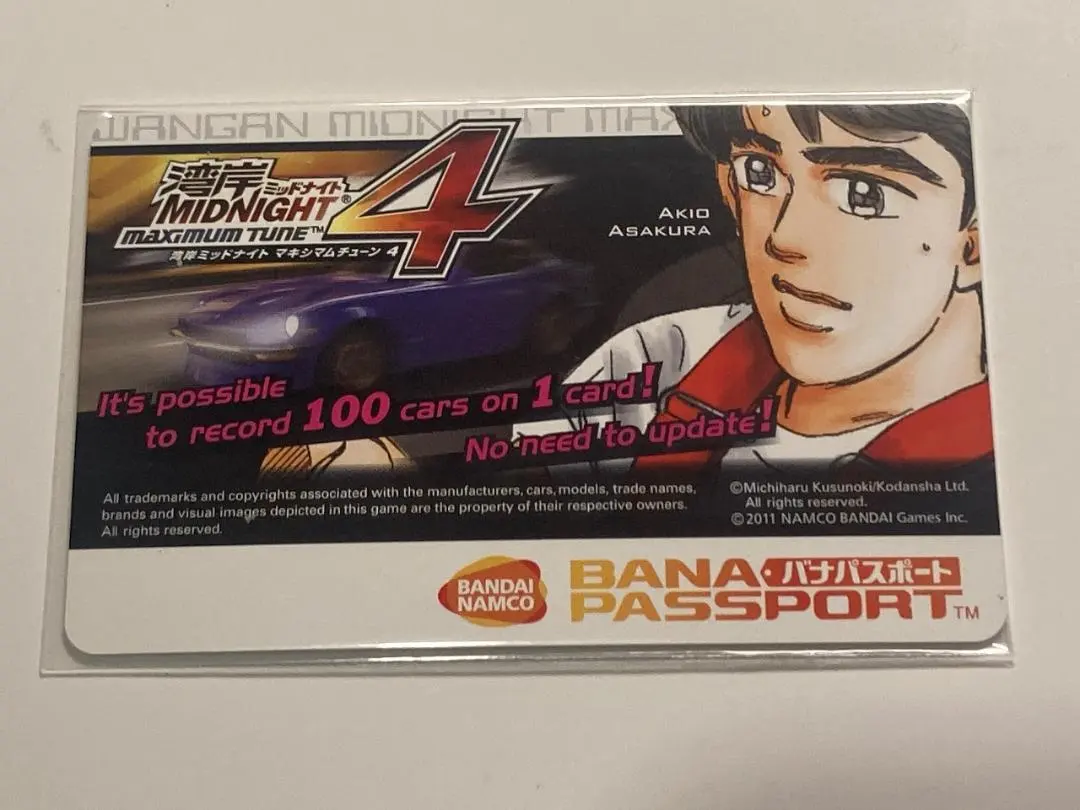 WANGAN MIDNIGHT MAX
湾岸
ミッドナイト
MIDNIGHT®
MAXIMUM TUNE™
4
湾岸ミッドナイト マキシマムチューン 4
AKIO
ASAKURA
It's possible
to record 100 cars on 1 card!
No need to update!
All trademarks and copyrights associated with the manufacturers, cars, models, trade names,
brands and visual images depicted in this game are the property of their respective owners.
All rights reserved.
©Michiharu Kusunoki/Kodansha Ltd.
All rights reserved.
©2011 NAMCO BANDAI Games Inc.
BANDAI
NAMCO
BANA・バナパスポート
PASSPORT™